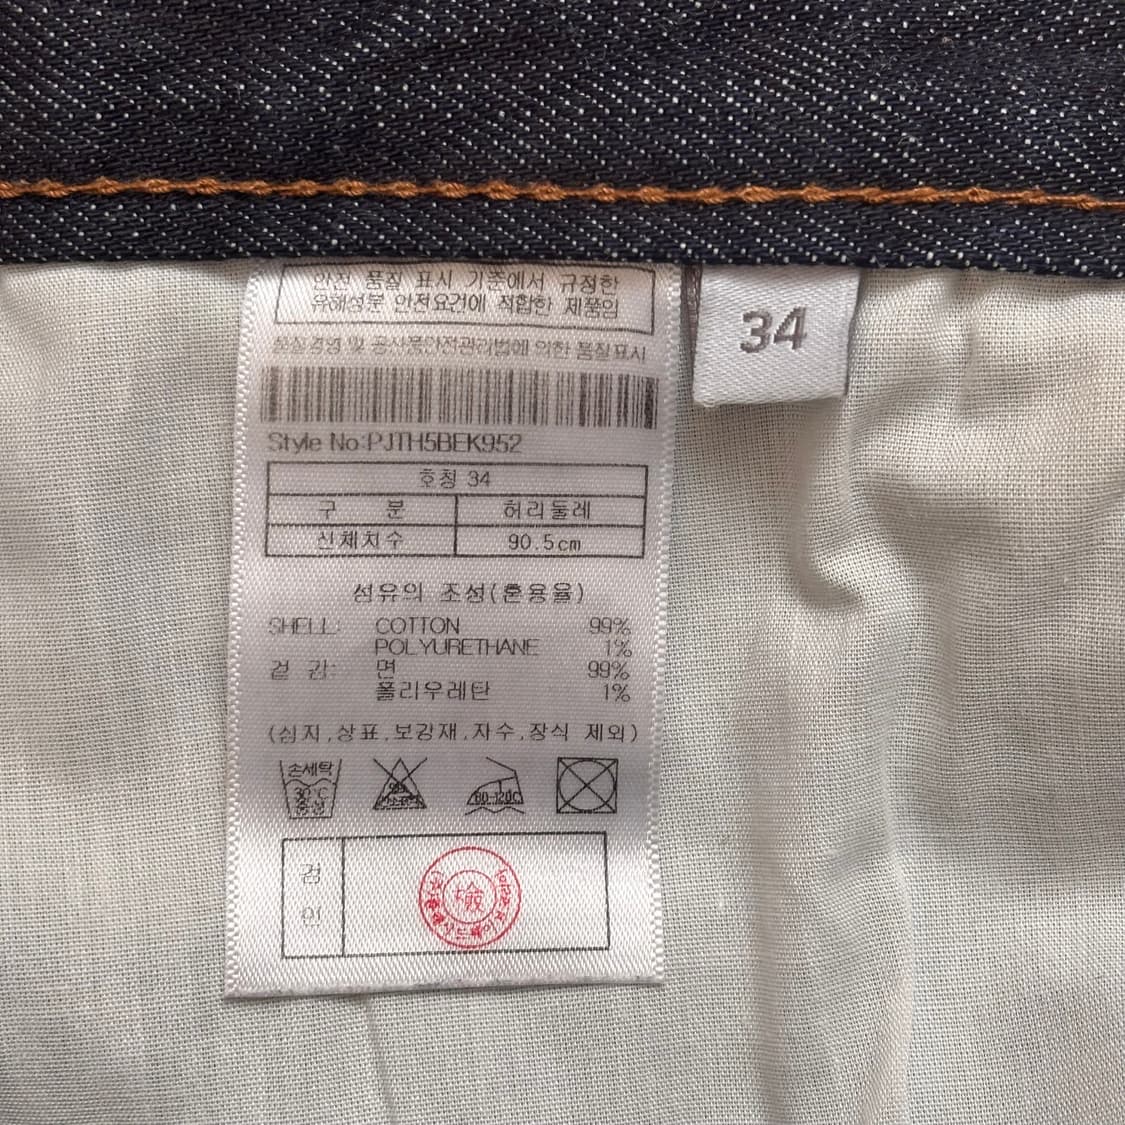 안전 품질 표시 기준에서 규정한
유해성분 안전요건에 적합한 제품임
품질경영 및 공산품안전관리법에 의한 품질표시
34
Style No:PJTH5BEK952
호칭 34
구 분 허리둘레
신체치수 90.5cm
섬유의 조성(혼용율)
SHELL: COTTON 99%
POLYURETHANE 1%
겉 감: 면 99%
폴리우레탄 1%
(심지,상표,보강재,자수,장식 제외)
손세탁
30℃
중성
80-120℃
검
인
檢